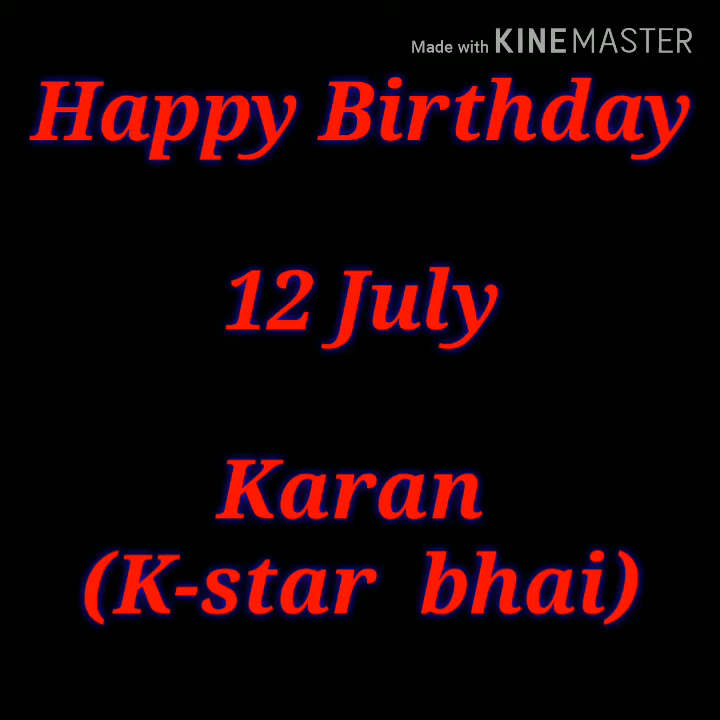 Made with KINEMASTER
Happy Birthday
12 July
Karan
(K-star bhai)